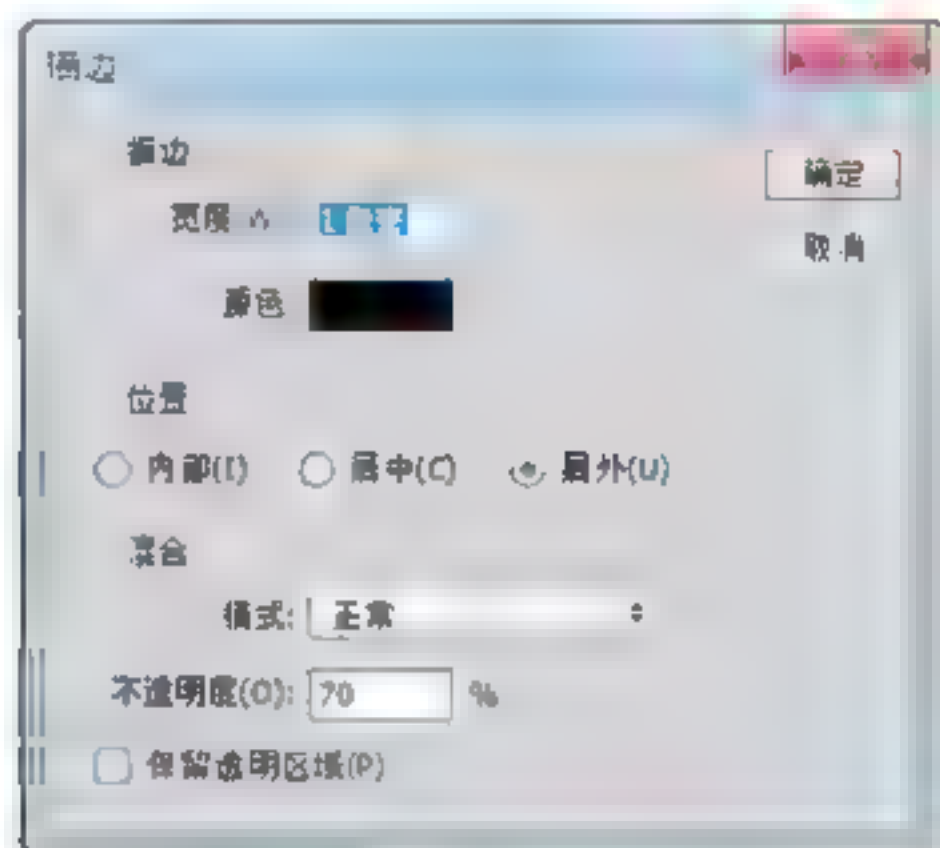 描边
描边
确定
宽度
取消
颜色
位置
内部(I) 居中(C) 居外(U)
混合
模式: 正常
不透明度(O): 70 %
保留透明区域(P)